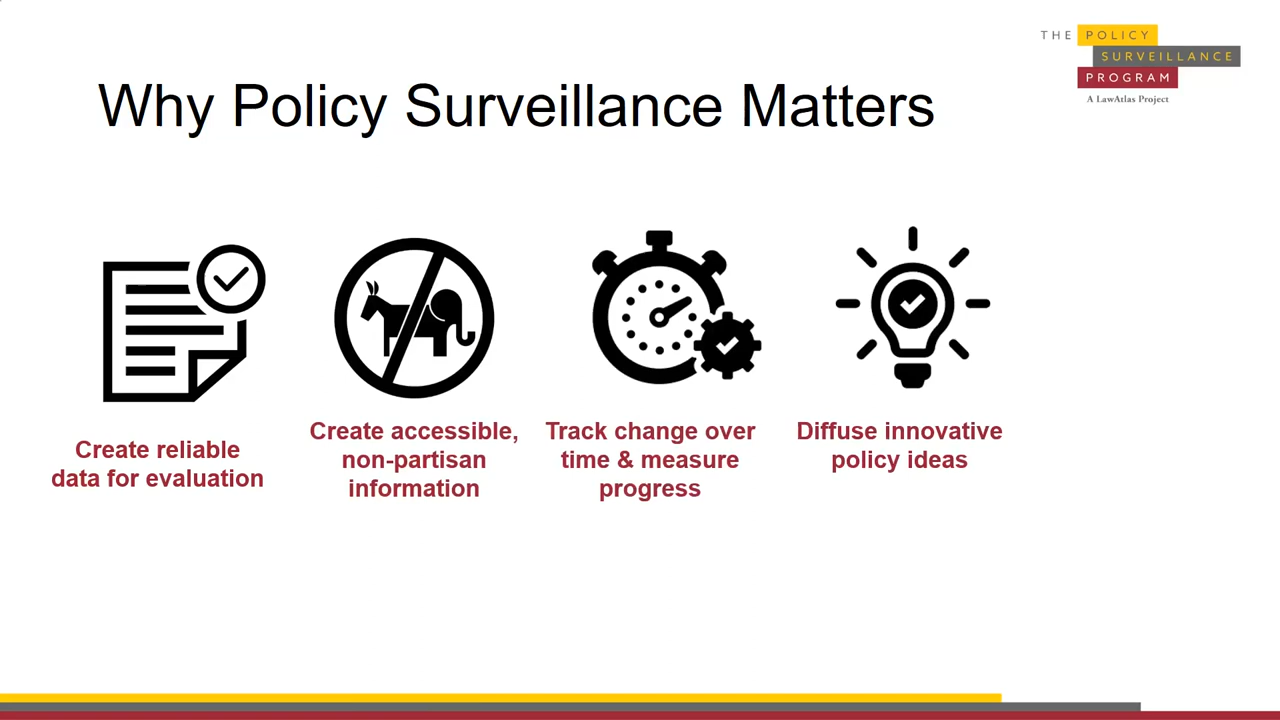 THE POLICY
SURVEILLANCE
PROGRAM
A LawAtlas Project
Why Policy Surveillance Matters
Create reliable
data for evaluation
Create accessible,
non-partisan
information
Track change over
time & measure
progress
Diffuse innovative
policy ideas